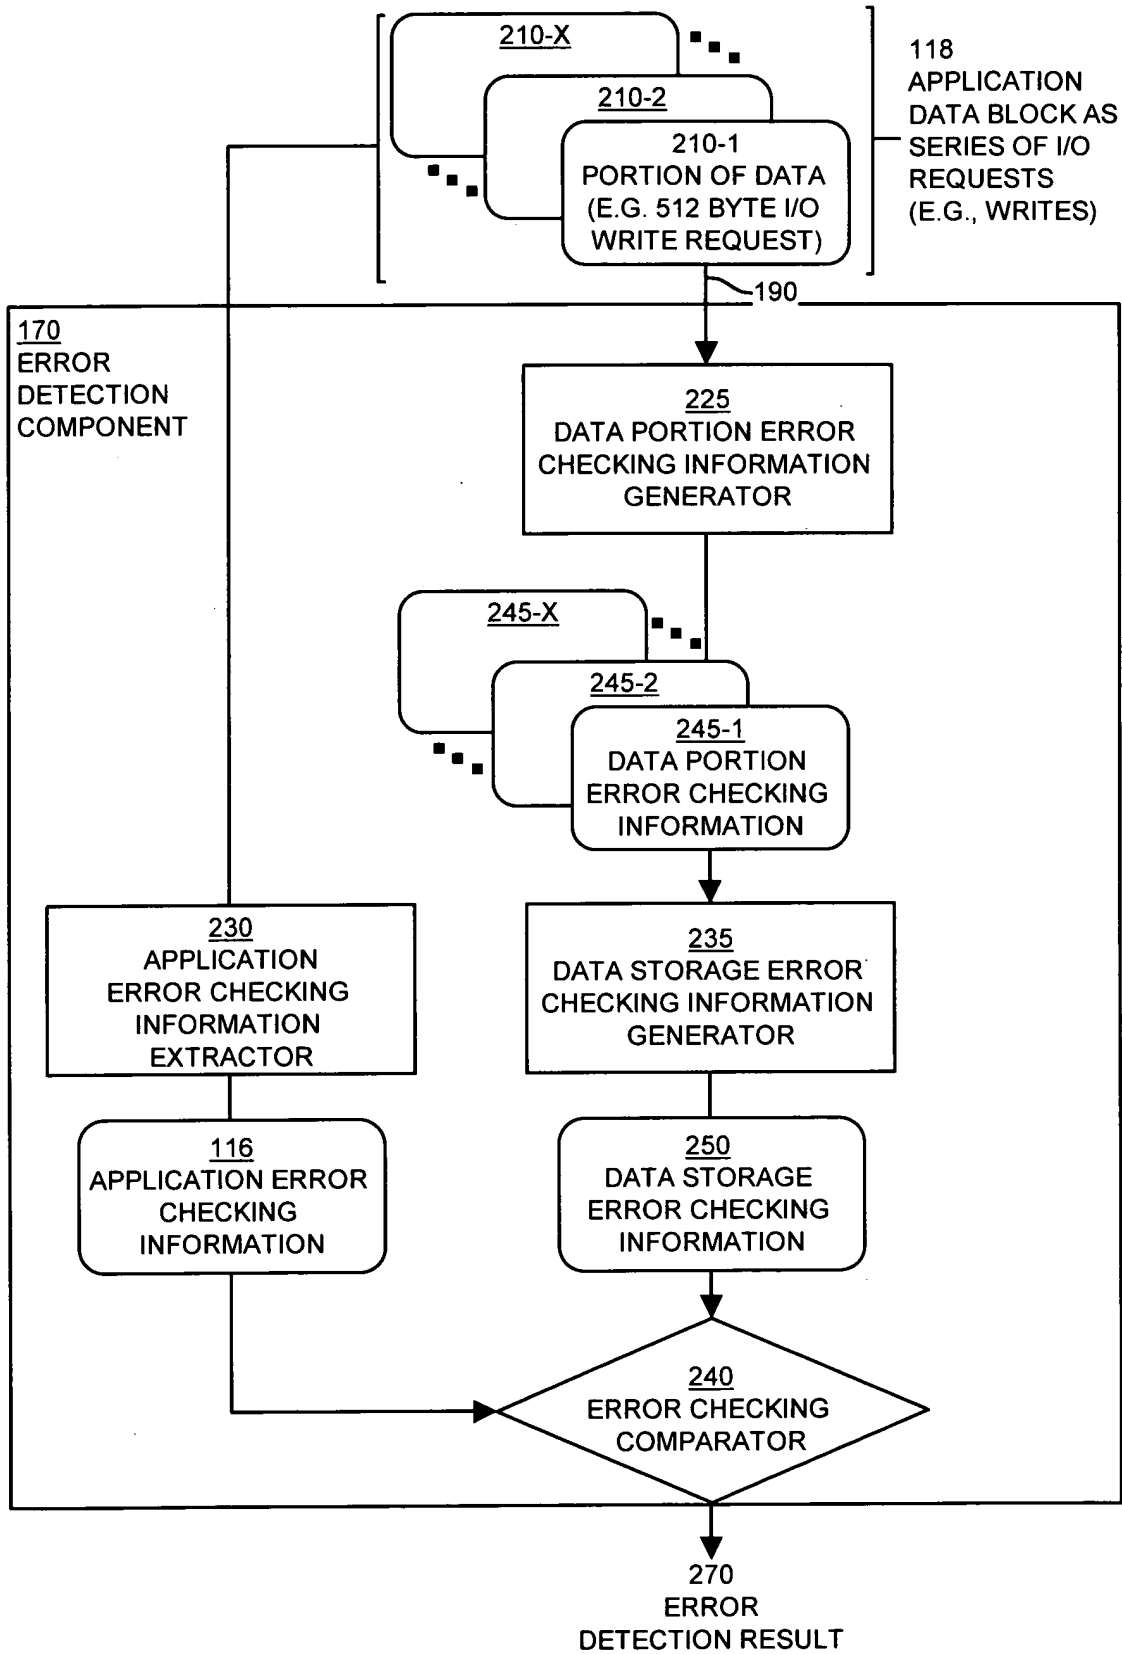 210-X
210-2
210-1
PORTION OF DATA
(E.G. 512 BYTE I/O
WRITE REQUEST)
118
APPLICATION
DATA BLOCK AS
SERIES OF I/O
REQUESTS
(E.G., WRITES)
190
170
ERROR
DETECTION
COMPONENT
225
DATA PORTION ERROR
CHECKING INFORMATION
GENERATOR
245-X
245-2
245-1
DATA PORTION
ERROR CHECKING
INFORMATION
230
APPLICATION
ERROR CHECKING
INFORMATION
EXTRACTOR
235
DATA STORAGE ERROR
CHECKING INFORMATION
GENERATOR
116
APPLICATION ERROR
CHECKING
INFORMATION
250
DATA STORAGE
ERROR CHECKING
INFORMATION
240
ERROR CHECKING
COMPARATOR
270
ERROR
DETECTION RESULT